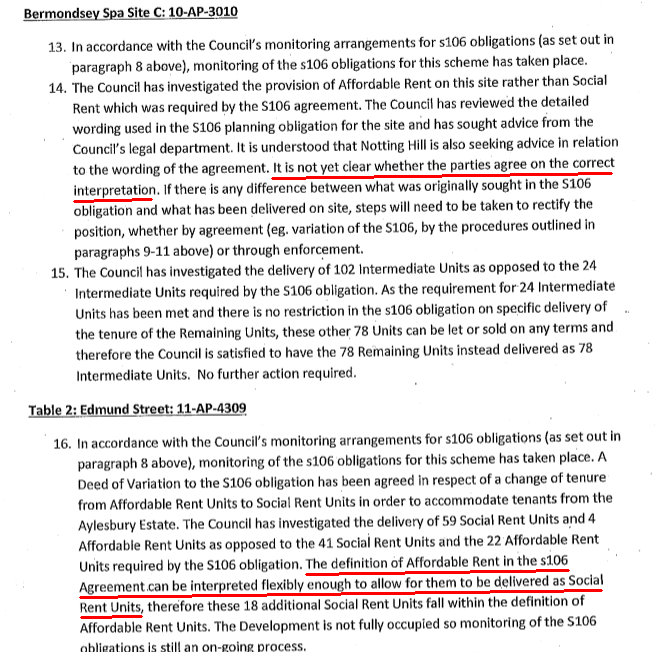 Bermondsey Spa Site C: 10-AP-3010
13. In accordance with the Council's monitoring arrangements for s106 obligations (as set out in
paragraph 8 above), monitoring of the s106 obligations for this scheme has taken place.
14. The Council has investigated the provision of Affordable Rent on this site rather than Social
Rent which was required by the S106 agreement. The Council has reviewed the detailed
wording used in the S106 planning obligation for the site and has sought advice from the
Council's legal department. It is understood that Notting Hill is also seeking advice in relation
to the wording of the agreement. It is not yet clear whether the parties agree on the correct
interpretation. If there is any difference between what was originally sought in the S106
obligation and what has been delivered on site, steps will need to be taken to rectify the
position, whether by agreement (eg. variation of the S106, by the procedures outlined in
paragraphs 9-11 above) or through enforcement.
15. The Council has investigated the delivery of 102 Intermediate Units as opposed to the 24
Intermediate Units required by the S106 obligation. As the requirement for 24 Intermediate
Units has been met and there is no restriction in the s106 obligation on specific delivery of
the tenure of the Remaining Units, these other 78 Units can be let or sold on any terms and
therefore the Council is satisfied to have the 78 Remaining Units instead delivered as 78
Intermediate Units. No further action required.
Table 2: Edmund Street: 11-AP-4309
16. In accordance with the Council's monitoring arrangements for s106 obligations (as set out in
paragraph 8 above), monitoring of the s106 obligations for this scheme has taken place. A
Deed of Variation to the S106 obligation has been agreed in respect of a change of tenure
from Affordable Rent Units to Social Rent Units in order to accommodate tenants from the
Aylesbury Estate. The Council has investigated the delivery of 59 Social Rent Units and 4
Affordable Rent Units as opposed to the 41 Social Rent Units and the 22 Affordable Rent
Units required by the S106 obligation. The definition of Affordable Rent in the s106
Agreement can be interpreted flexibly enough to allow for them to be delivered as Social
Rent Units, therefore these 18 additional Social Rent Units fall within the definition of
Affordable Rent Units. The Development is not fully occupied so monitoring of the S106
obligations is still an on-going process.